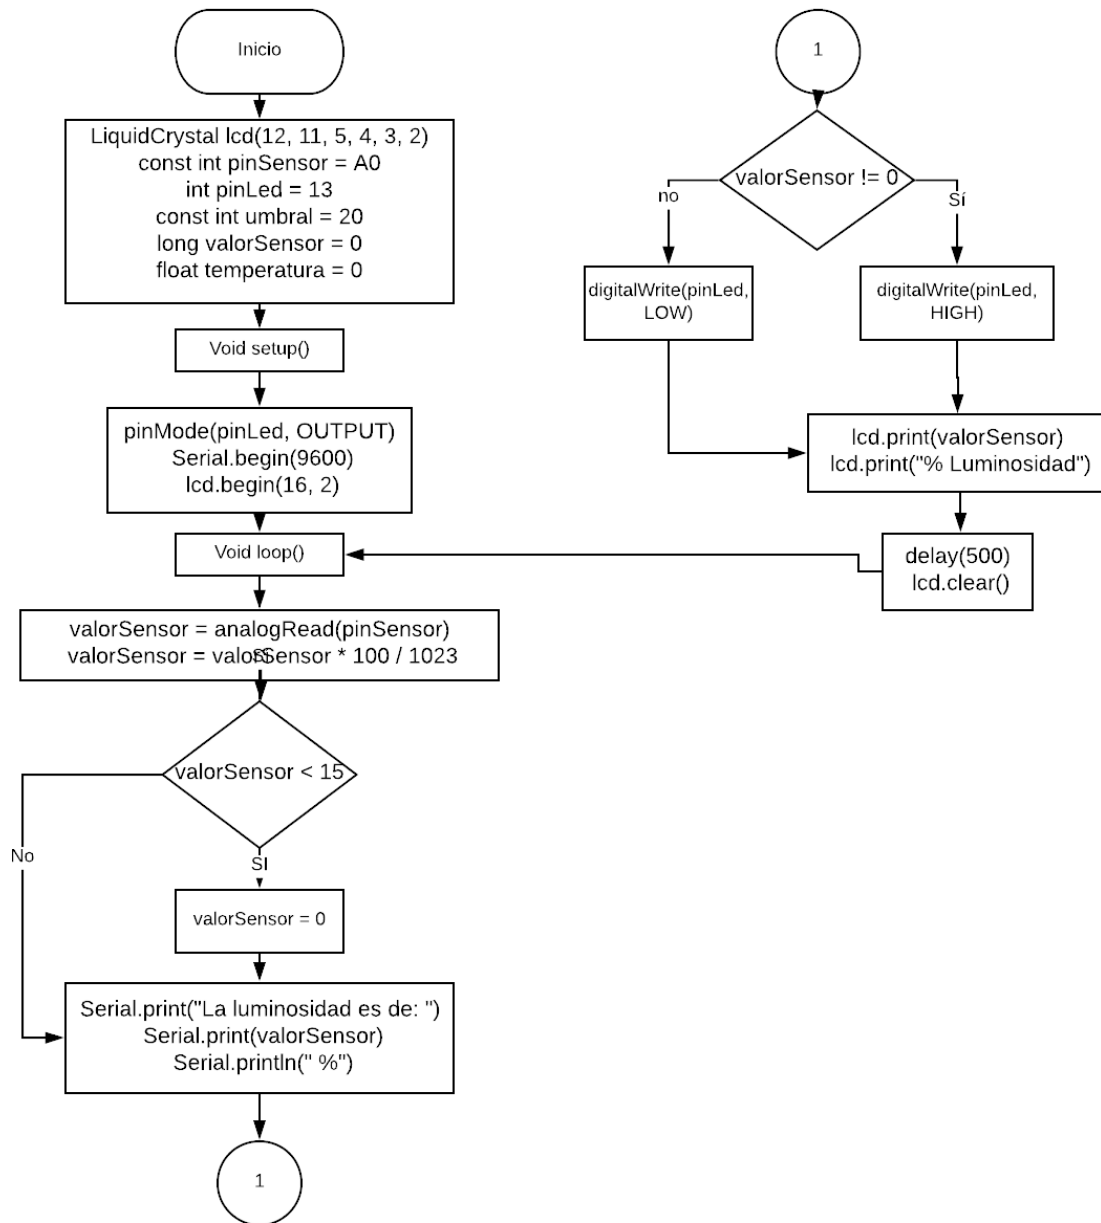 Inicio
LiquidCrystal lcd(12, 11, 5, 4, 3, 2)
const int pinSensor = A0
int pinLed = 13
const int umbral = 20
long valorSensor = 0
float temperatura = 0
Void setup()
pinMode(pinLed, OUTPUT)
Serial.begin(9600)
lcd.begin(16, 2)
Void loop()
valorSensor = analogRead(pinSensor)
valorSensor = valorSensor * 100 / 1023
SI
valorSensor < 15
No
SI
valorSensor = 0
Serial.print("La luminosidad es de: ")
Serial.print(valorSensor)
Serial.println(" %")
1
1
valorSensor != 0
no
Sí
digitalWrite(pinLed,
LOW)
digitalWrite(pinLed,
HIGH)
lcd.print(valorSensor)
lcd.print("% Luminosidad")
delay(500)
lcd.clear()